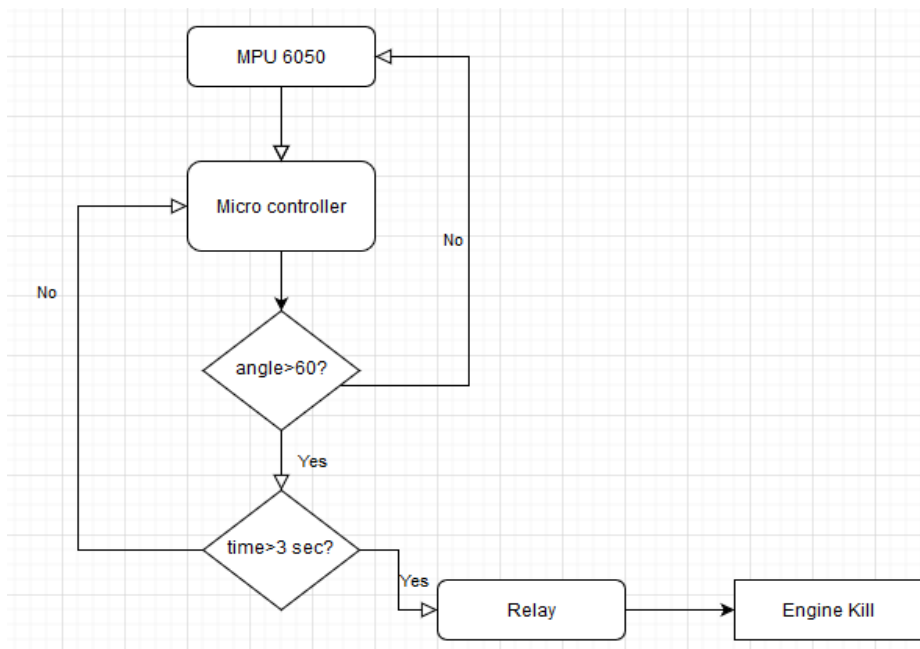 MPU 6050
Micro controller
No
No
angle>60?
Yes
time>3 sec?
Yes
Relay
Engine Kill